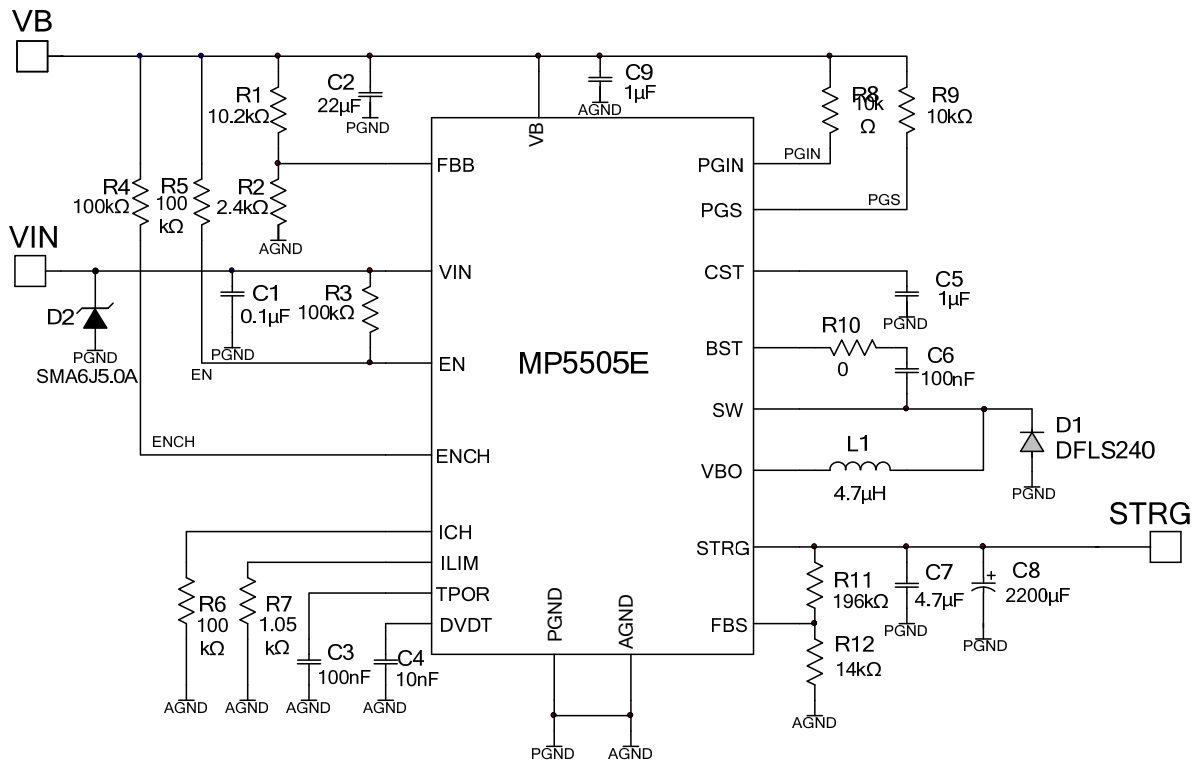 VB
R1
10.2kΩ
C2
22µF
PGND
C9
1µF
AGND
R8
10k
Ω
R9
10kΩ
VB
FBB
PGIN
PGIN
R4
100kΩ
R5
100
kΩ
R2
2.4kΩ
AGND
PGS
PGS
VIN
VIN
CST
C5
1µF
PGND
D2
PGND
SMA6J5.0A
C1
0.1µF
PGND
R3
100kΩ
MP5505E
BST
R10
0
C6
100nF
EN
EN
SW
D1
DFLS240
PGND
ENCH
ENCH
VBO
L1
4.7µH
STRG
ICH
STRG
ILIM
TPOR
DVDT
R6
100
kΩ
AGND
R7
1.05
kΩ
AGND
C3
100nF
AGND
C4
10nF
AGND
PGND
AGND
PGND
AGND
FBS
R11
196kΩ
C7
4.7µF
PGND
+
C8
2200µF
PGND
R12
14kΩ
AGND